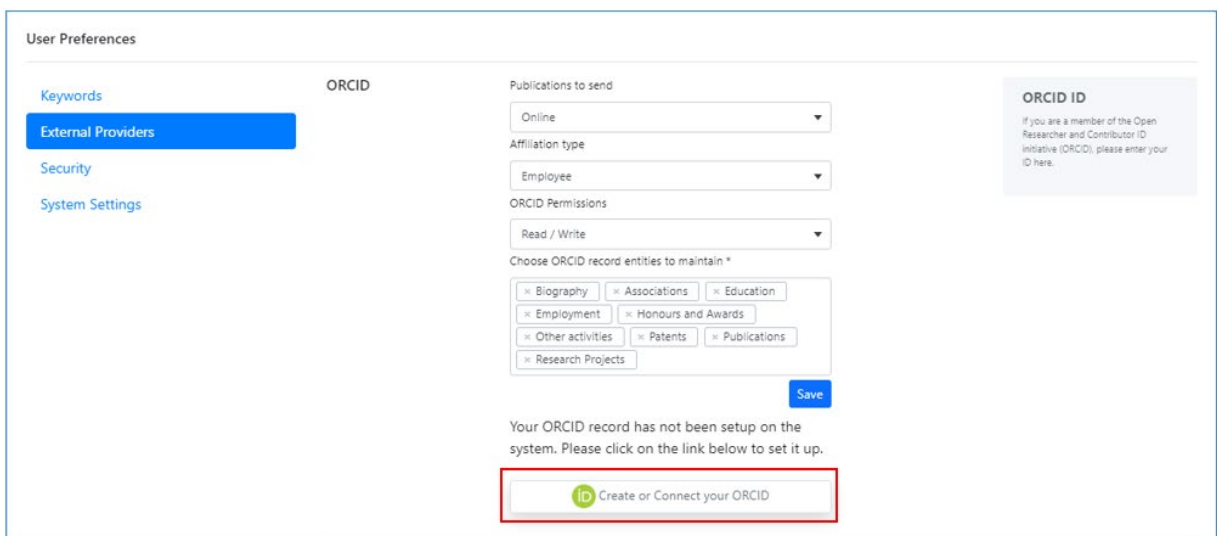 User Preferences
Keywords
External Providers
Security
System Settings
ORCID
Publications to send
Online
Affiliation type
Employee
ORCID Permissions
Read / Write
Choose ORCID record entities to maintain *
× Biography × Associations × Education
× Employment × Honours and Awards
× Other activities × Patents × Publications
× Research Projects
Save
Your ORCID record has not been setup on the
system. Please click on the link below to set it up.
iD Create or Connect your ORCID
ORCID ID
If you are a member of the Open
Researcher and Contributor ID
initiative (ORCID), please enter your
ID here.